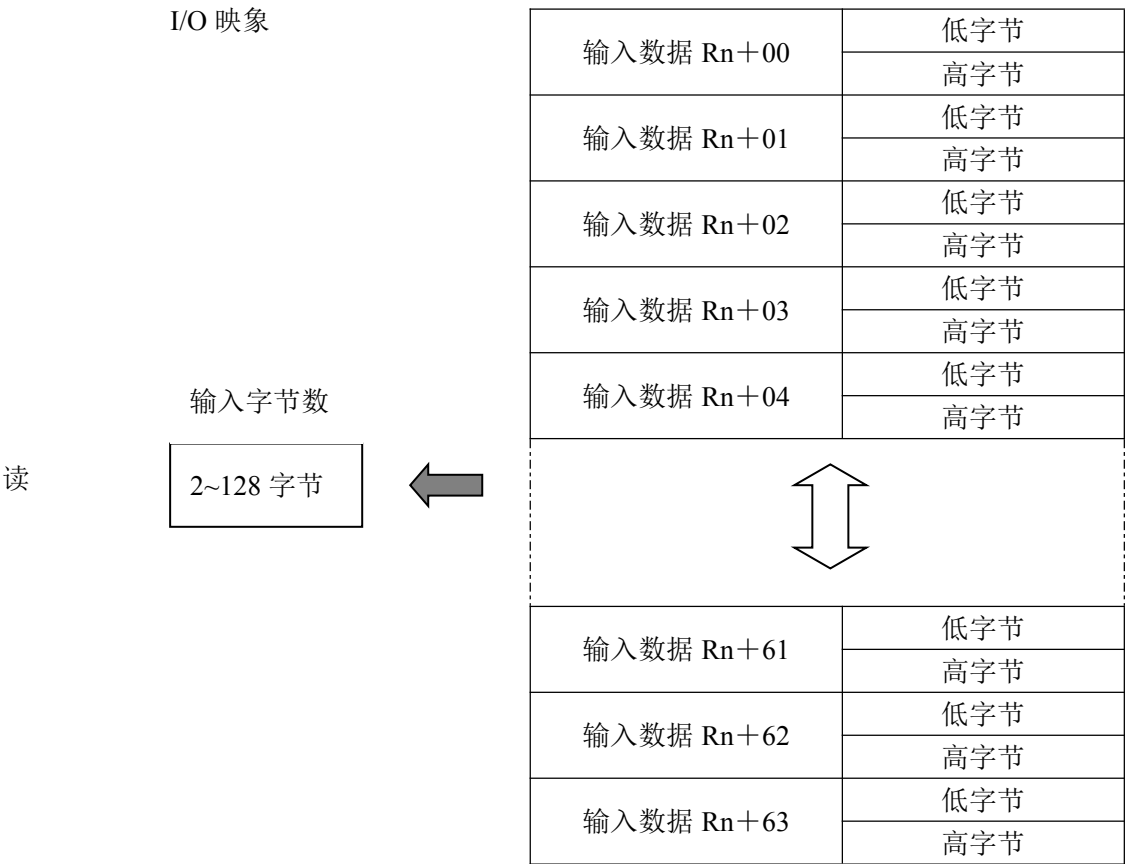 I/O 映象
输入数据 Rn＋00
低字节
高字节
输入数据 Rn＋01
低字节
高字节
输入数据 Rn＋02
低字节
高字节
输入数据 Rn＋03
低字节
高字节
输入数据 Rn＋04
低字节
高字节
输入字节数
读
2~128 字节
输入数据 Rn＋61
低字节
高字节
输入数据 Rn＋62
低字节
高字节
输入数据 Rn＋63
低字节
高字节